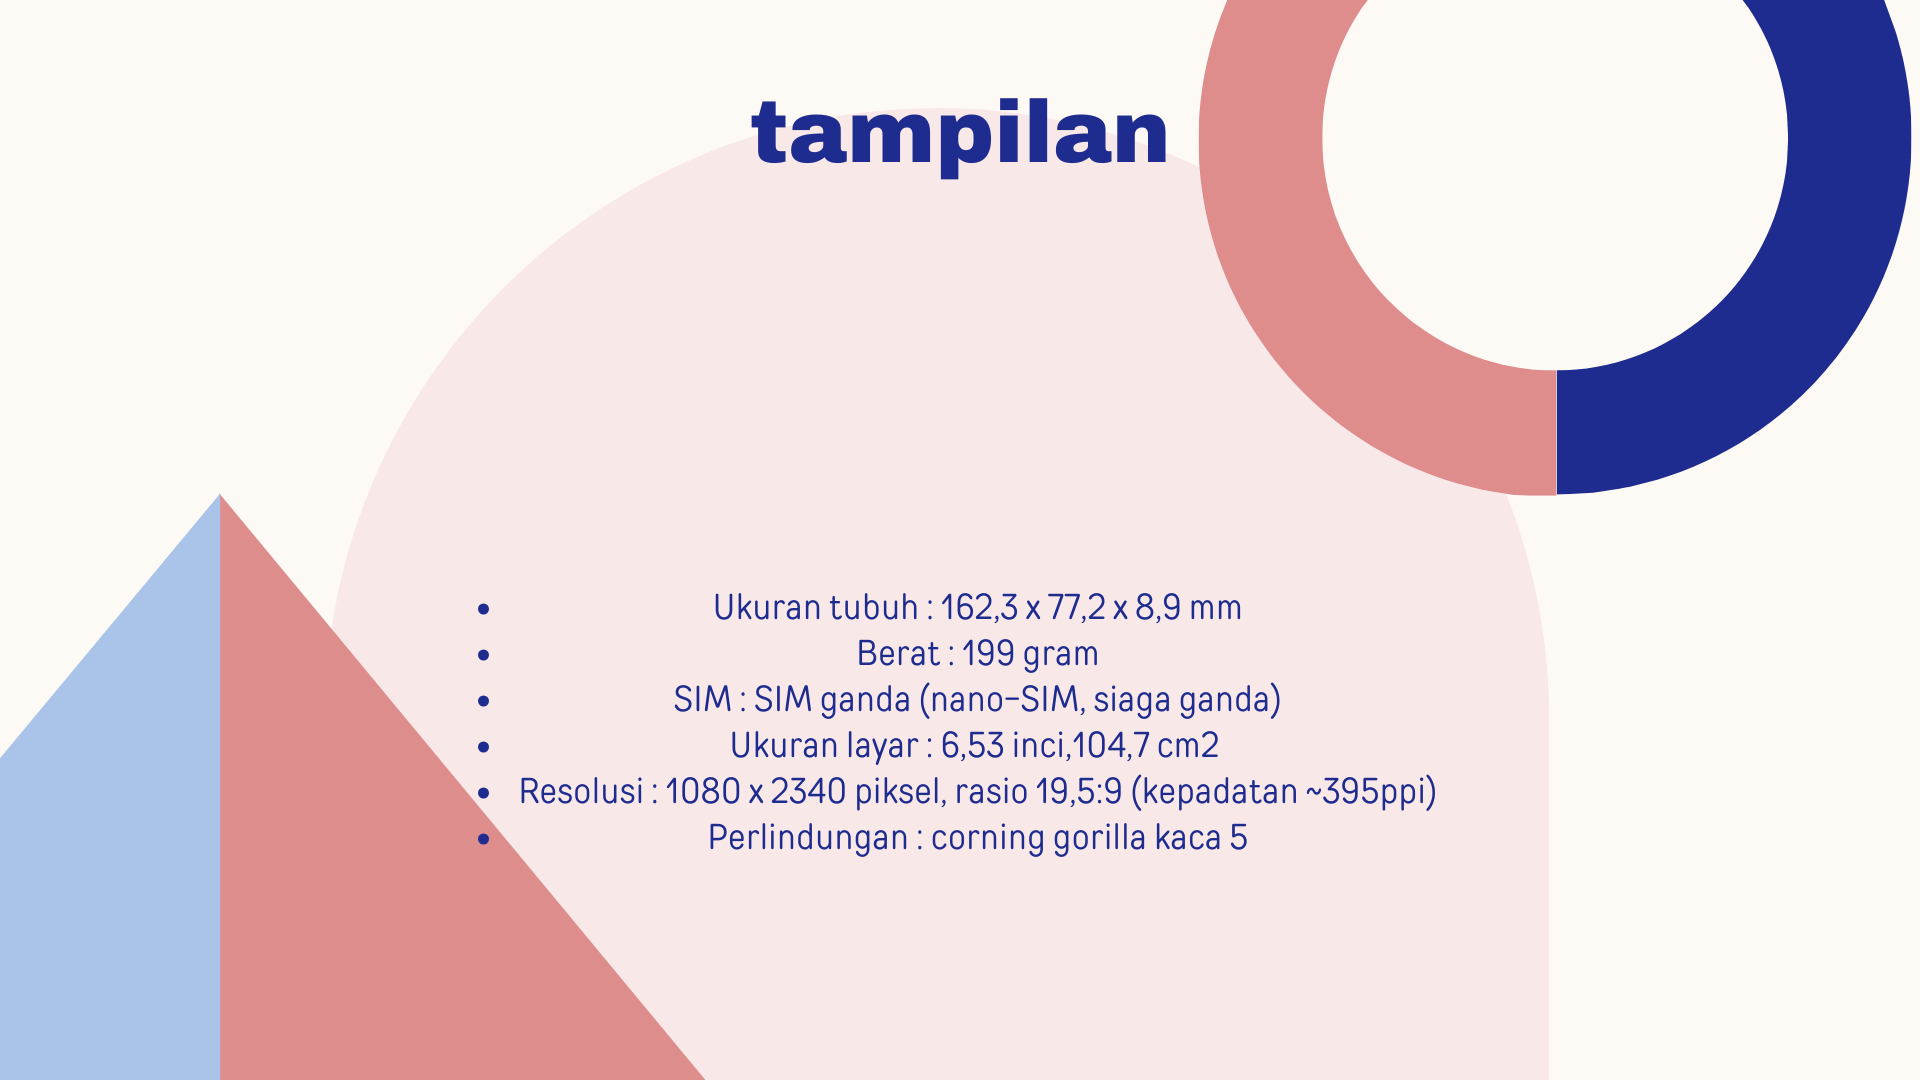 tampilan
• Ukuran tubuh : 162,3 x 77,2 x 8,9 mm
• Berat : 199 gram
• SIM : SIM ganda (nano-SIM, siaga ganda)
• Ukuran layar : 6,53 inci,104,7 cm2
• Resolusi : 1080 x 2340 piksel, rasio 19,5:9 (kepadatan ~395ppi)
• Perlindungan : corning gorilla kaca 5